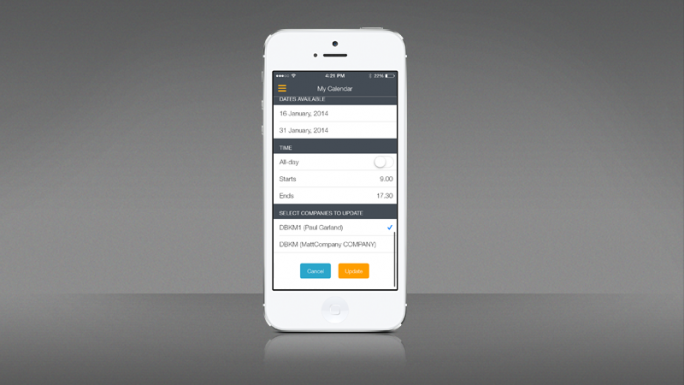 4:21 PM 33%
My Calendar
DATES AVAILABLE
16 January, 2014
31 January, 2014
TIME
All-day
Starts 9.00
Ends 17.30
SELECT COMPANIES TO UPDATE
DBKM1 (Paul Garland)
DBKM (MattCompany COMPANY)
Cancel Update